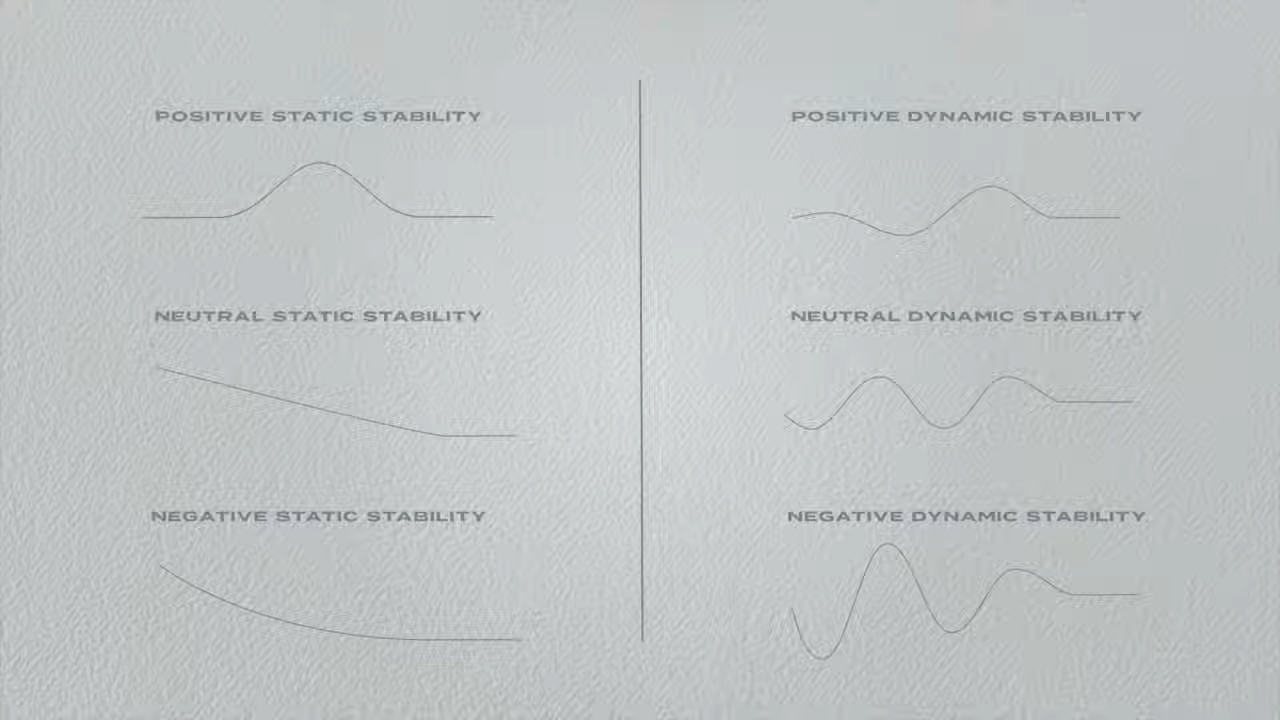 POSITIVE STATIC STABILITY
NEUTRAL STATIC STABILITY
NEGATIVE STATIC STABILITY
POSITIVE DYNAMIC STABILITY
NEUTRAL DYNAMIC STABILITY
NEGATIVE DYNAMIC STABILITY